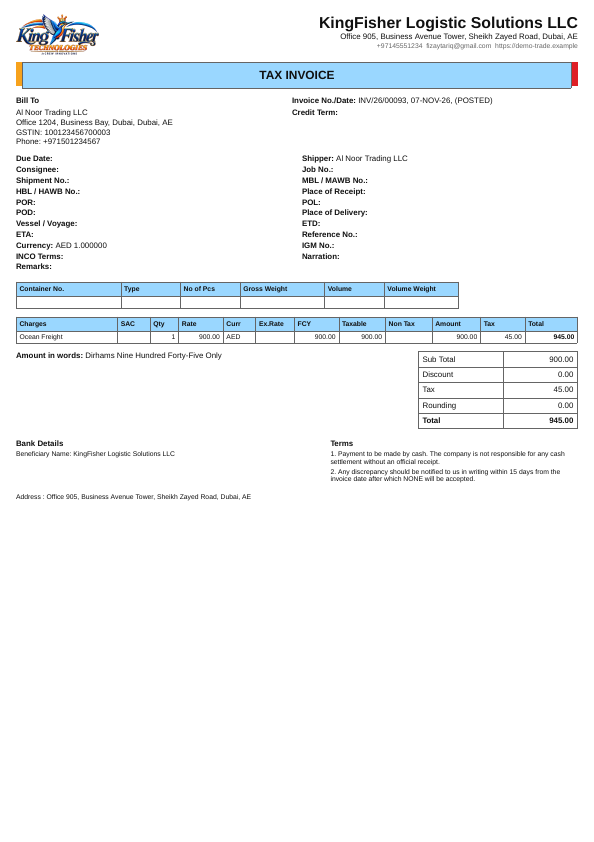 King Fisher
TECHNOLOGIES
KingFisher Logistic Solutions LLC
Office 905, Business Avenue Tower, Sheikh Zayed Road, Dubai, AE
+97145551234 fizaytariq@gmail.com https://demo-trade.example
TAX INVOICE
Bill To
Al Noor Trading LLC
Office 1204, Business Bay, Dubai, Dubai, AE
GSTIN: 100123456700003
Phone: +971501234567
Invoice No./Date: INV/26/00093, 07-NOV-26, (POSTED)
Credit Term:
Due Date:
Consignee:
Shipment No.:
HBL / HAWB No.:
POR:
POD:
Vessel / Voyage:
ETA:
Currency: AED 1.000000
INCO Terms:
Remarks:
Shipper: Al Noor Trading LLC
Job No.:
MBL / MAWB No.:
Place of Receipt:
POL:
Place of Delivery:
ETD:
Reference No.:
IGM No.:
Narration:
Container No. Type No of Pcs Gross Weight Volume Volume Weight
Charges SAC Qty Rate Curr Ex.Rate FCY Taxable Non Tax Amount Tax Total
Ocean Freight 1 900.00 AED 900.00 900.00 900.00 45.00 945.00
Amount in words: Dirhams Nine Hundred Forty-Five Only
Sub Total 900.00
Discount 0.00
Tax 45.00
Rounding 0.00
Total 945.00
Bank Details
Beneficiary Name: KingFisher Logistic Solutions LLC
Terms
1. Payment to be made by cash. The company is not responsible for any cash
settlement without an official receipt.
2. Any discrepancy should be notified to us in writing within 15 days from the
invoice date after which NONE will be accepted.
Address : Office 905, Business Avenue Tower, Sheikh Zayed Road, Dubai, AE